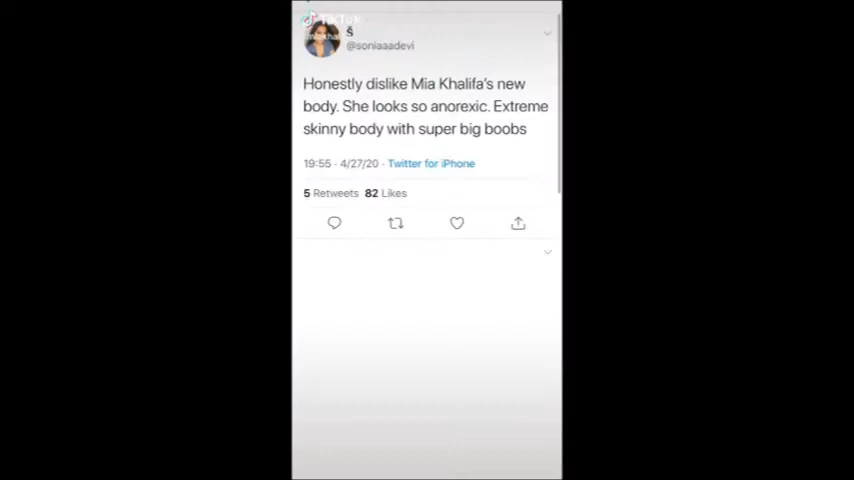 TikTok
Š
@soniaaadevi
Honestly dislike Mia Khalifa's new
body. She looks so anorexic. Extreme
skinny body with super big boobs
19:55 · 4/27/20 · Twitter for iPhone
5 Retweets 82 Likes